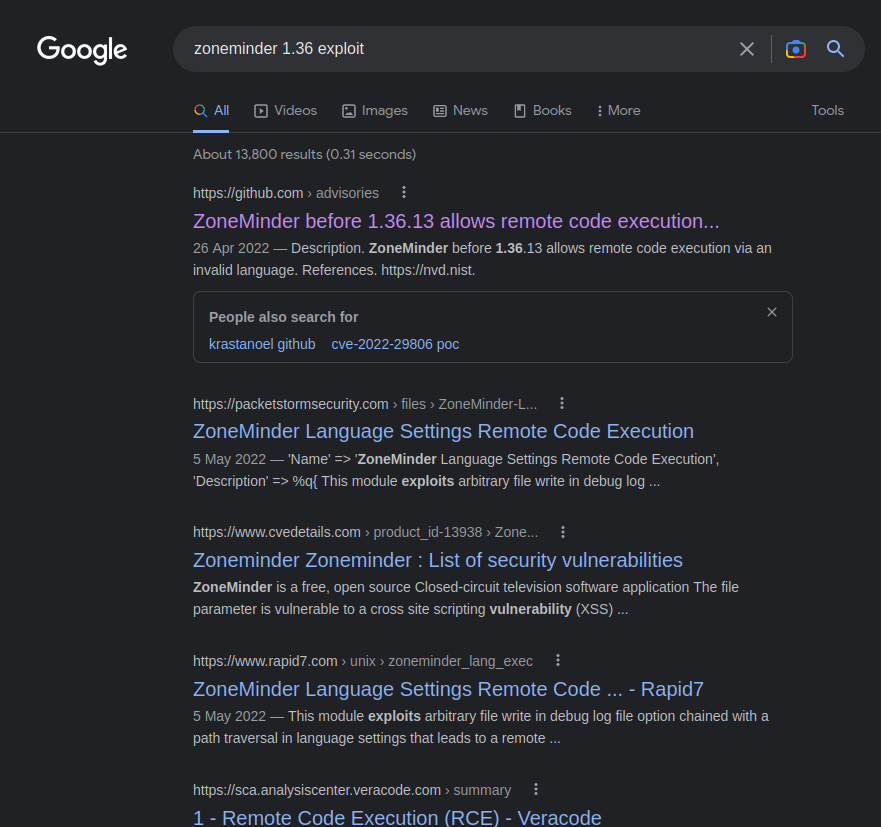 Google
zoneminder 1.36 exploit
All Videos Images News Books More Tools
About 13,800 results (0.31 seconds)
https://github.com › advisories
ZoneMinder before 1.36.13 allows remote code execution...
26 Apr 2022 — Description. ZoneMinder before 1.36.13 allows remote code execution via an
invalid language. References. https://nvd.nist.
People also search for
krastanoel github cve-2022-29806 poc
https://packetstormsecurity.com › files › ZoneMinder-L...
ZoneMinder Language Settings Remote Code Execution
5 May 2022 — 'Name' => 'ZoneMinder Language Settings Remote Code Execution',
'Description' => %q{ This module exploits arbitrary file write in debug log ...
https://www.cvedetails.com › product_id-13938 › Zone...
Zoneminder Zoneminder : List of security vulnerabilities
ZoneMinder is a free, open source Closed-circuit television software application The file
parameter is vulnerable to a cross site scripting vulnerability (XSS) ...
https://www.rapid7.com › unix › zoneminder_lang_exec
ZoneMinder Language Settings Remote Code ... - Rapid7
5 May 2022 — This module exploits arbitrary file write in debug log file option chained with a
path traversal in language settings that leads to a remote ...
https://sca.analysiscenter.veracode.com › summary
1 - Remote Code Execution (RCE) - Veracode